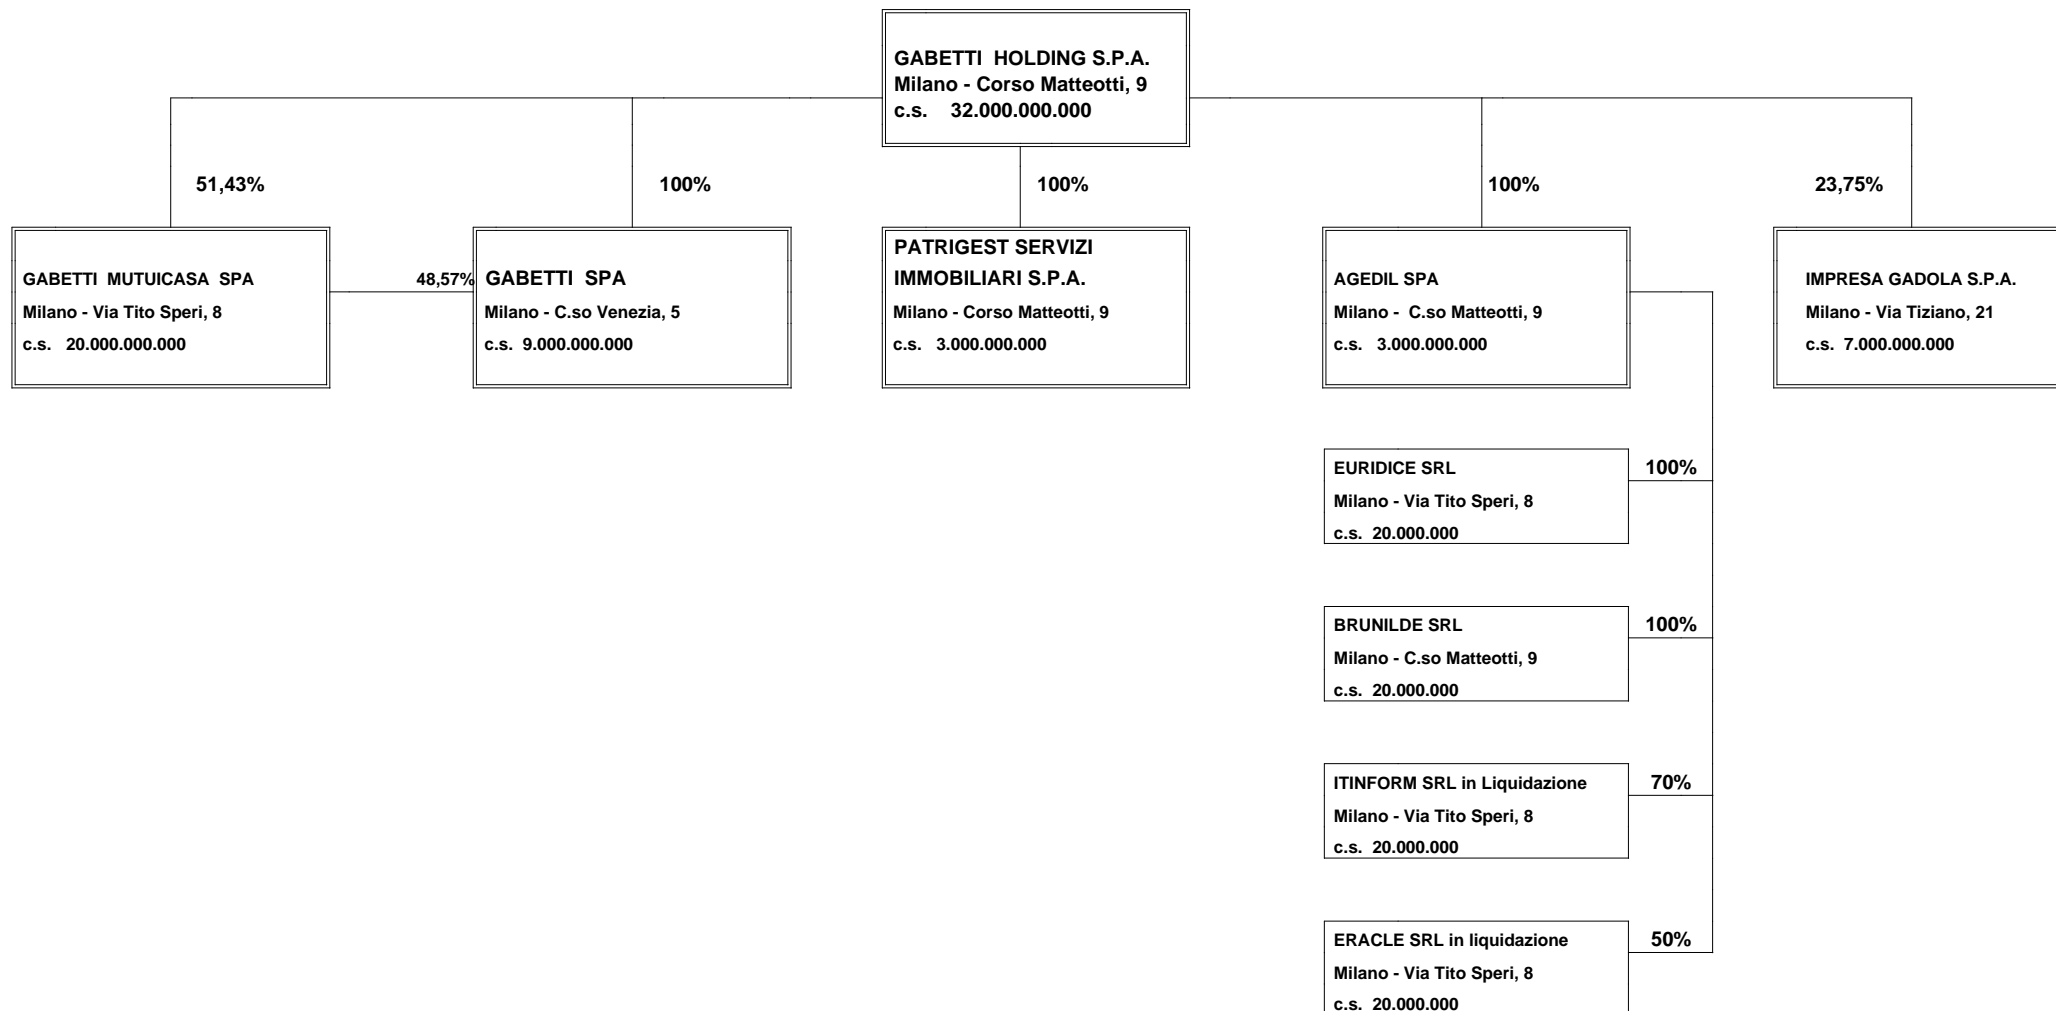 GABETTI HOLDING S.P.A.
Milano - Corso Matteotti, 9
c.s. 32.000.000.000
51,43%
100%
100%
100%
23,75%
GABETTI MUTUICASA SPA
Milano - Via Tito Speri, 8
c.s. 20.000.000.000
48,57%
GABETTI SPA
Milano - C.so Venezia, 5
c.s. 9.000.000.000
PATRIGEST SERVIZI
IMMOBILIARI S.P.A.
Milano - Corso Matteotti, 9
c.s. 3.000.000.000
AGEDIL SPA
Milano - C.so Matteotti, 9
c.s. 3.000.000.000
IMPRESA GADOLA S.P.A.
Milano - Via Tiziano, 21
c.s. 7.000.000.000
EURIDICE SRL
Milano - Via Tito Speri, 8
c.s. 20.000.000
100%
BRUNILDE SRL
Milano - C.so Matteotti, 9
c.s. 20.000.000
100%
ITINFORM SRL in Liquidazione
Milano - Via Tito Speri, 8
c.s. 20.000.000
70%
ERACLE SRL in liquidazione
Milano - Via Tito Speri, 8
c.s. 20.000.000
50%